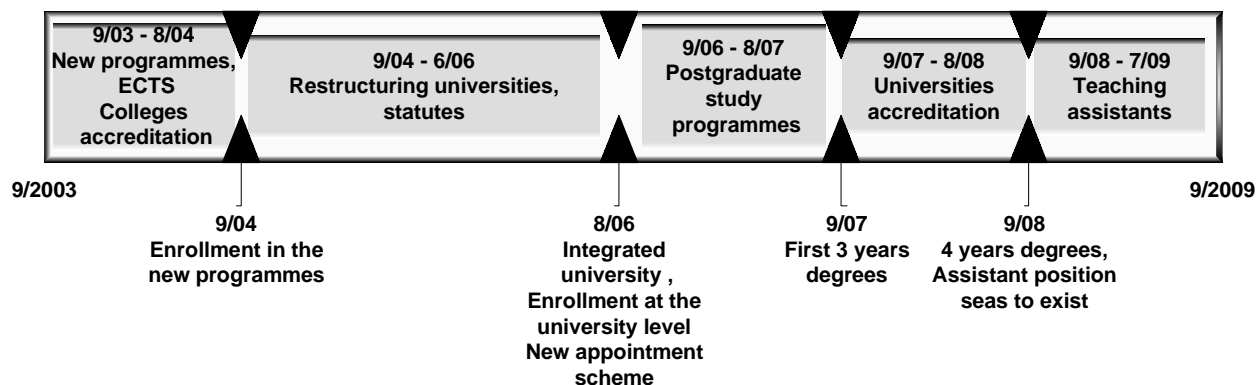 9/03 - 8/04
New programmes,
ECTS
Colleges
accreditation
9/04 - 6/06
Restructuring universities,
statutes
9/06 - 8/07
Postgraduate
study
programmes
9/07 - 8/08
Universities
accreditation
9/08 - 7/09
Teaching
assistants
9/2003
9/2009
9/04
Enrollment in the
new programmes
8/06
Integrated
university ,
Enrollment at the
university level
New appointment
scheme
9/07
First 3 years
degrees
9/08
4 years degrees,
Assistant position
seas to exist